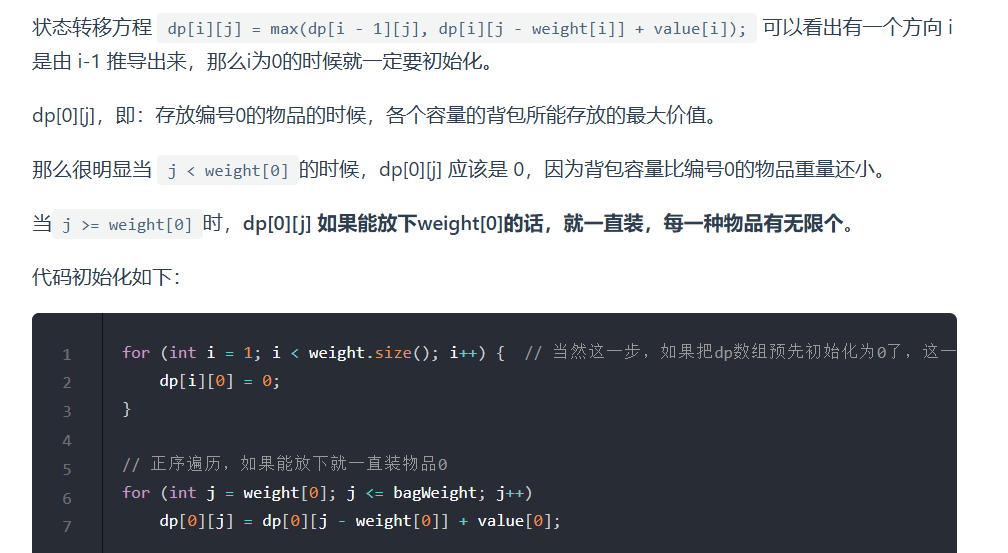 状态转移方程 dp[i][j] = max(dp[i - 1][j], dp[i][j - weight[i]] + value[i]); 可以看出有一个方向 i
是由 i-1 推导出来，那么i为0的时候就一定要初始化。
dp[0][j]，即：存放编号0的物品的时候，各个容量的背包所能存放的最大价值。
那么很明显当 j < weight[0] 的时候，dp[0][j] 应该是 0，因为背包容量比编号0的物品重量还小。
当 j >= weight[0] 时，dp[0][j] 如果能放下weight[0]的话，就一直装，每一种物品有无限个。
代码初始化如下：
1 for (int i = 1; i < weight.size(); i++) {  // 当然这一步，如果把dp数组预先初始化为0了，这一
2     dp[i][0] = 0;
3 }
4
5 // 正序遍历，如果能放下就一直装物品0
6 for (int j = weight[0]; j <= bagWeight; j++)
7     dp[0][j] = dp[0][j - weight[0]] + value[0];